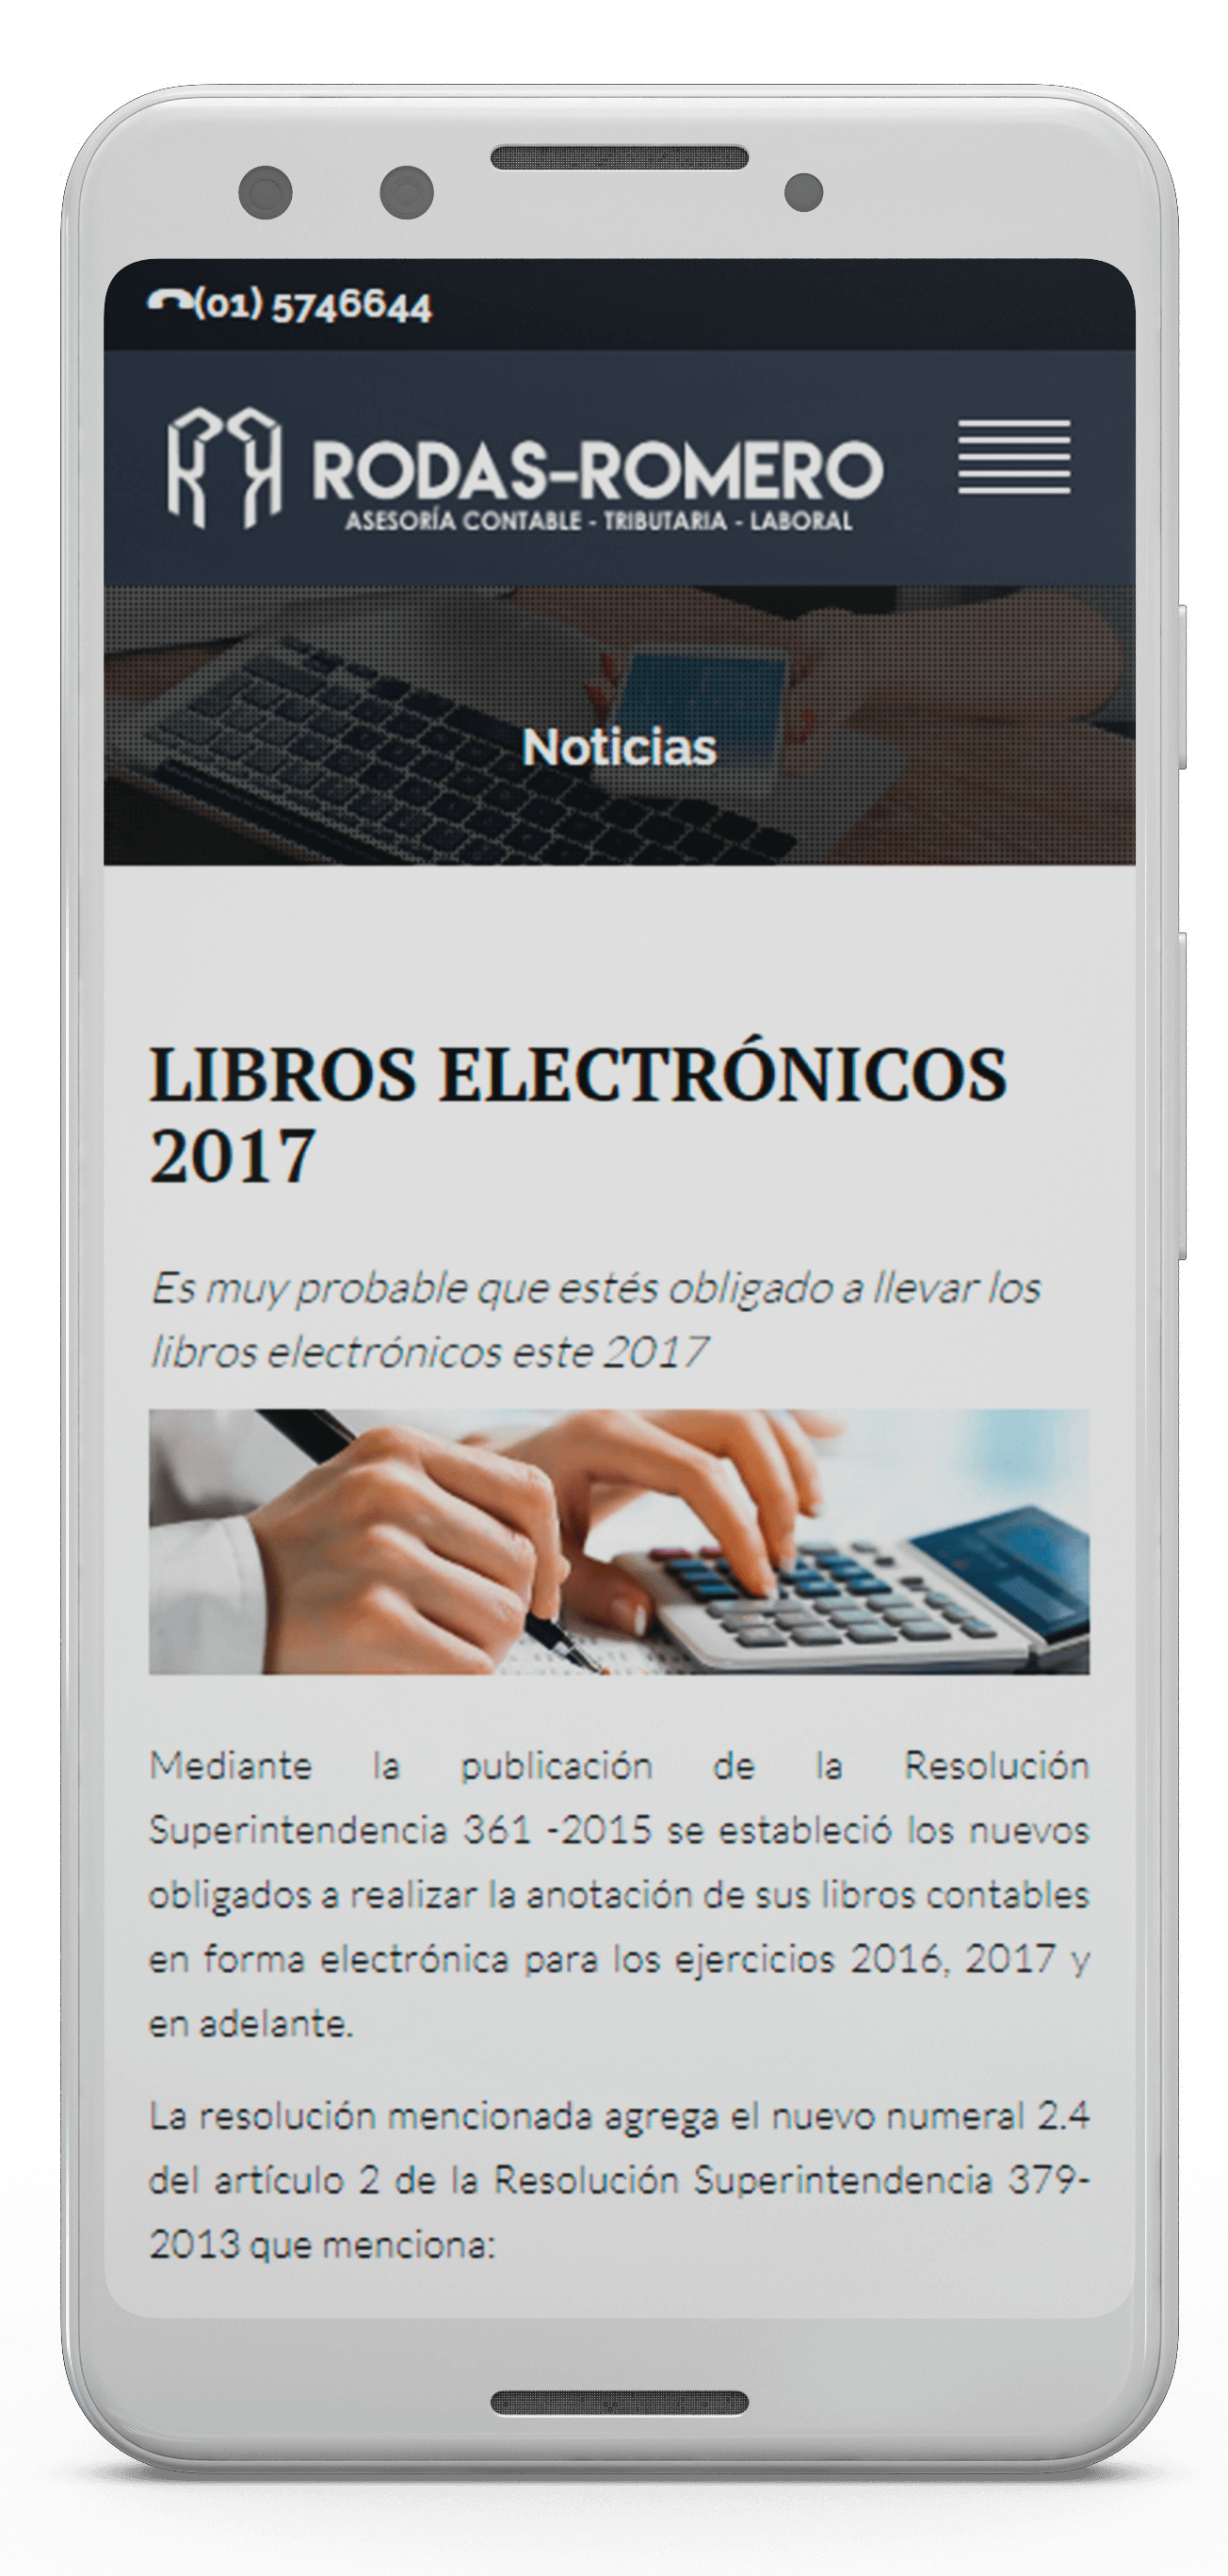 (01) 5746644
RODAS-ROMERO
ASESORÍA CONTABLE - TRIBUTARIA - LABORAL
Noticias
LIBROS ELECTRÓNICOS
2017
Es muy probable que estés obligado a llevar los
libros electrónicos este 2017
Mediante la publicación de la Resolución
Superintendencia 361 -2015 se estableció los nuevos
obligados a realizar la anotación de sus libros contables
en forma electrónica para los ejercicios 2016, 2017 y
en adelante.
La resolución mencionada agrega el nuevo numeral 2.4
del artículo 2 de la Resolución Superintendencia 379-
2013 que menciona: